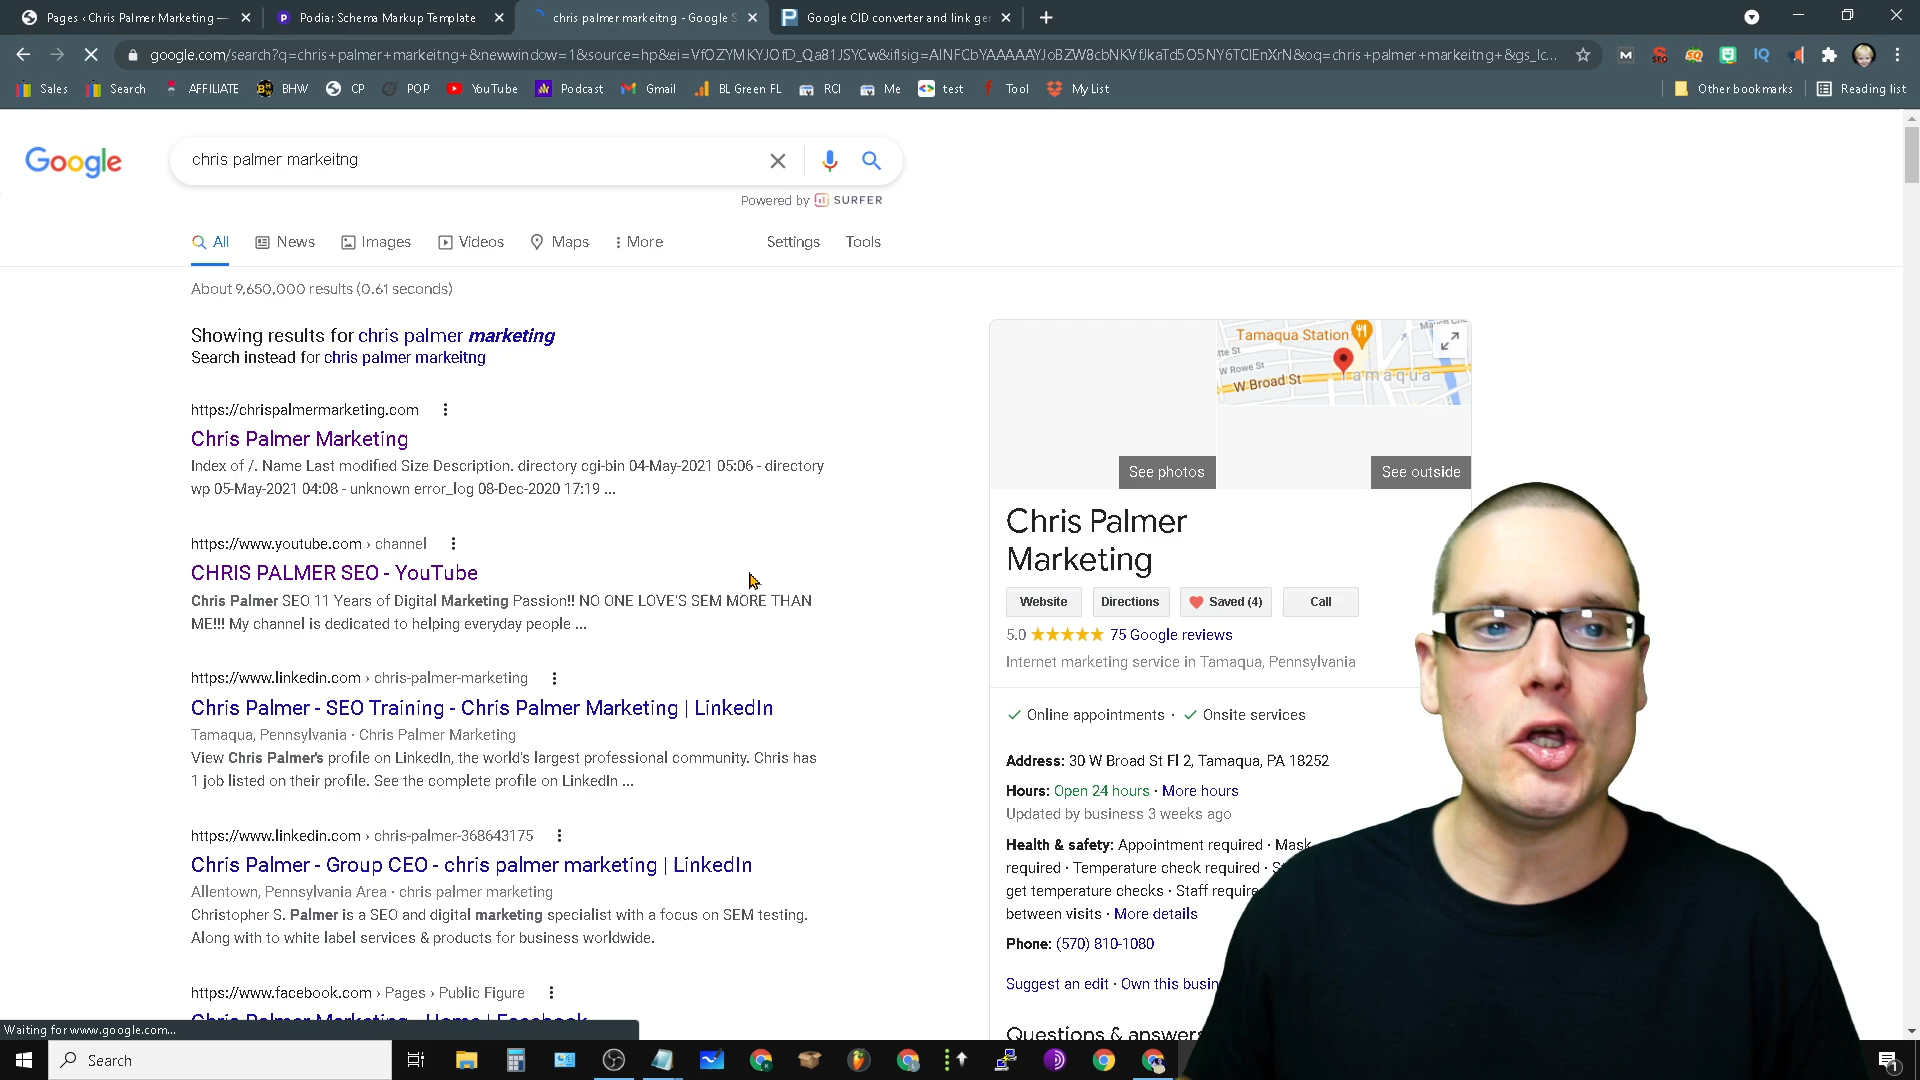 Pages ‹ Chris Palmer Marketing —
Podia: Schema Markup Template
chris palmer markeitng - Google S
Google CID converter and link ger
google.com/search?q=chris+palmer+markeitng+&newwindow=1&source=hp&ei=VfOZYMKYJOfD_Qa81JSYCw&iflsig=AINFCbYAAAAAYJoBZW8cbNKVfJkaTd5O5NY6TClEnXrN&oq=chris+palmer+markeitng+&gs_lc...
Sales
Search
AFFILIATE
BHW
CP
POP
YouTube
Podcast
Gmail
BL Green FL
RCI
Me
test
Tool
My List
Other bookmarks
Reading list
Google
chris palmer markeitng
Powered by SURFER
All
News
Images
Videos
Maps
More
Settings
Tools
About 9,650,000 results (0.61 seconds)
Showing results for chris palmer marketing
Search instead for chris palmer markeitng
https://chrispalmermarketing.com
Chris Palmer Marketing
Index of /. Name Last modified Size Description. directory cgi-bin 04-May-2021 05:06 - directory
wp 05-May-2021 04:08 - unknown error_log 08-Dec-2020 17:19 ...
https://www.youtube.com › channel
CHRIS PALMER SEO - YouTube
Chris Palmer SEO 11 Years of Digital Marketing Passion!! NO ONE LOVE'S SEM MORE THAN
ME!!! My channel is dedicated to helping everyday people ...
https://www.linkedin.com › chris-palmer-marketing
Chris Palmer - SEO Training - Chris Palmer Marketing | LinkedIn
Tamaqua, Pennsylvania · Chris Palmer Marketing
View Chris Palmer's profile on LinkedIn, the world's largest professional community. Chris has
1 job listed on their profile. See the complete profile on LinkedIn ...
https://www.linkedin.com › chris-palmer-368643175
Chris Palmer - Group CEO - chris palmer marketing | LinkedIn
Allentown, Pennsylvania Area · chris palmer marketing
Christopher S. Palmer is a SEO and digital marketing specialist with a focus on SEM testing.
Along with to white label services & products for business worldwide.
https://www.facebook.com › Pages › Public Figure
Chris Palmer Marketing - Home | Facebook
Tamaqua Station
W Rowe St
W Broad St
Tamaqua
See photos
See outside
Chris Palmer
Marketing
Website
Directions
Saved (4)
Call
5.0 75 Google reviews
Internet marketing service in Tamaqua, Pennsylvania
Online appointments · Onsite services
Address: 30 W Broad St Fl 2, Tamaqua, PA 18252
Hours: Open 24 hours · More hours
Updated by business 3 weeks ago
Health & safety: Appointment required · Mask
required · Temperature check required · S
get temperature checks · Staff require
between visits · More details
Phone: (570) 810-1080
Suggest an edit · Own this busin
Questions & answers
Waiting for www.google.com...
Search
1